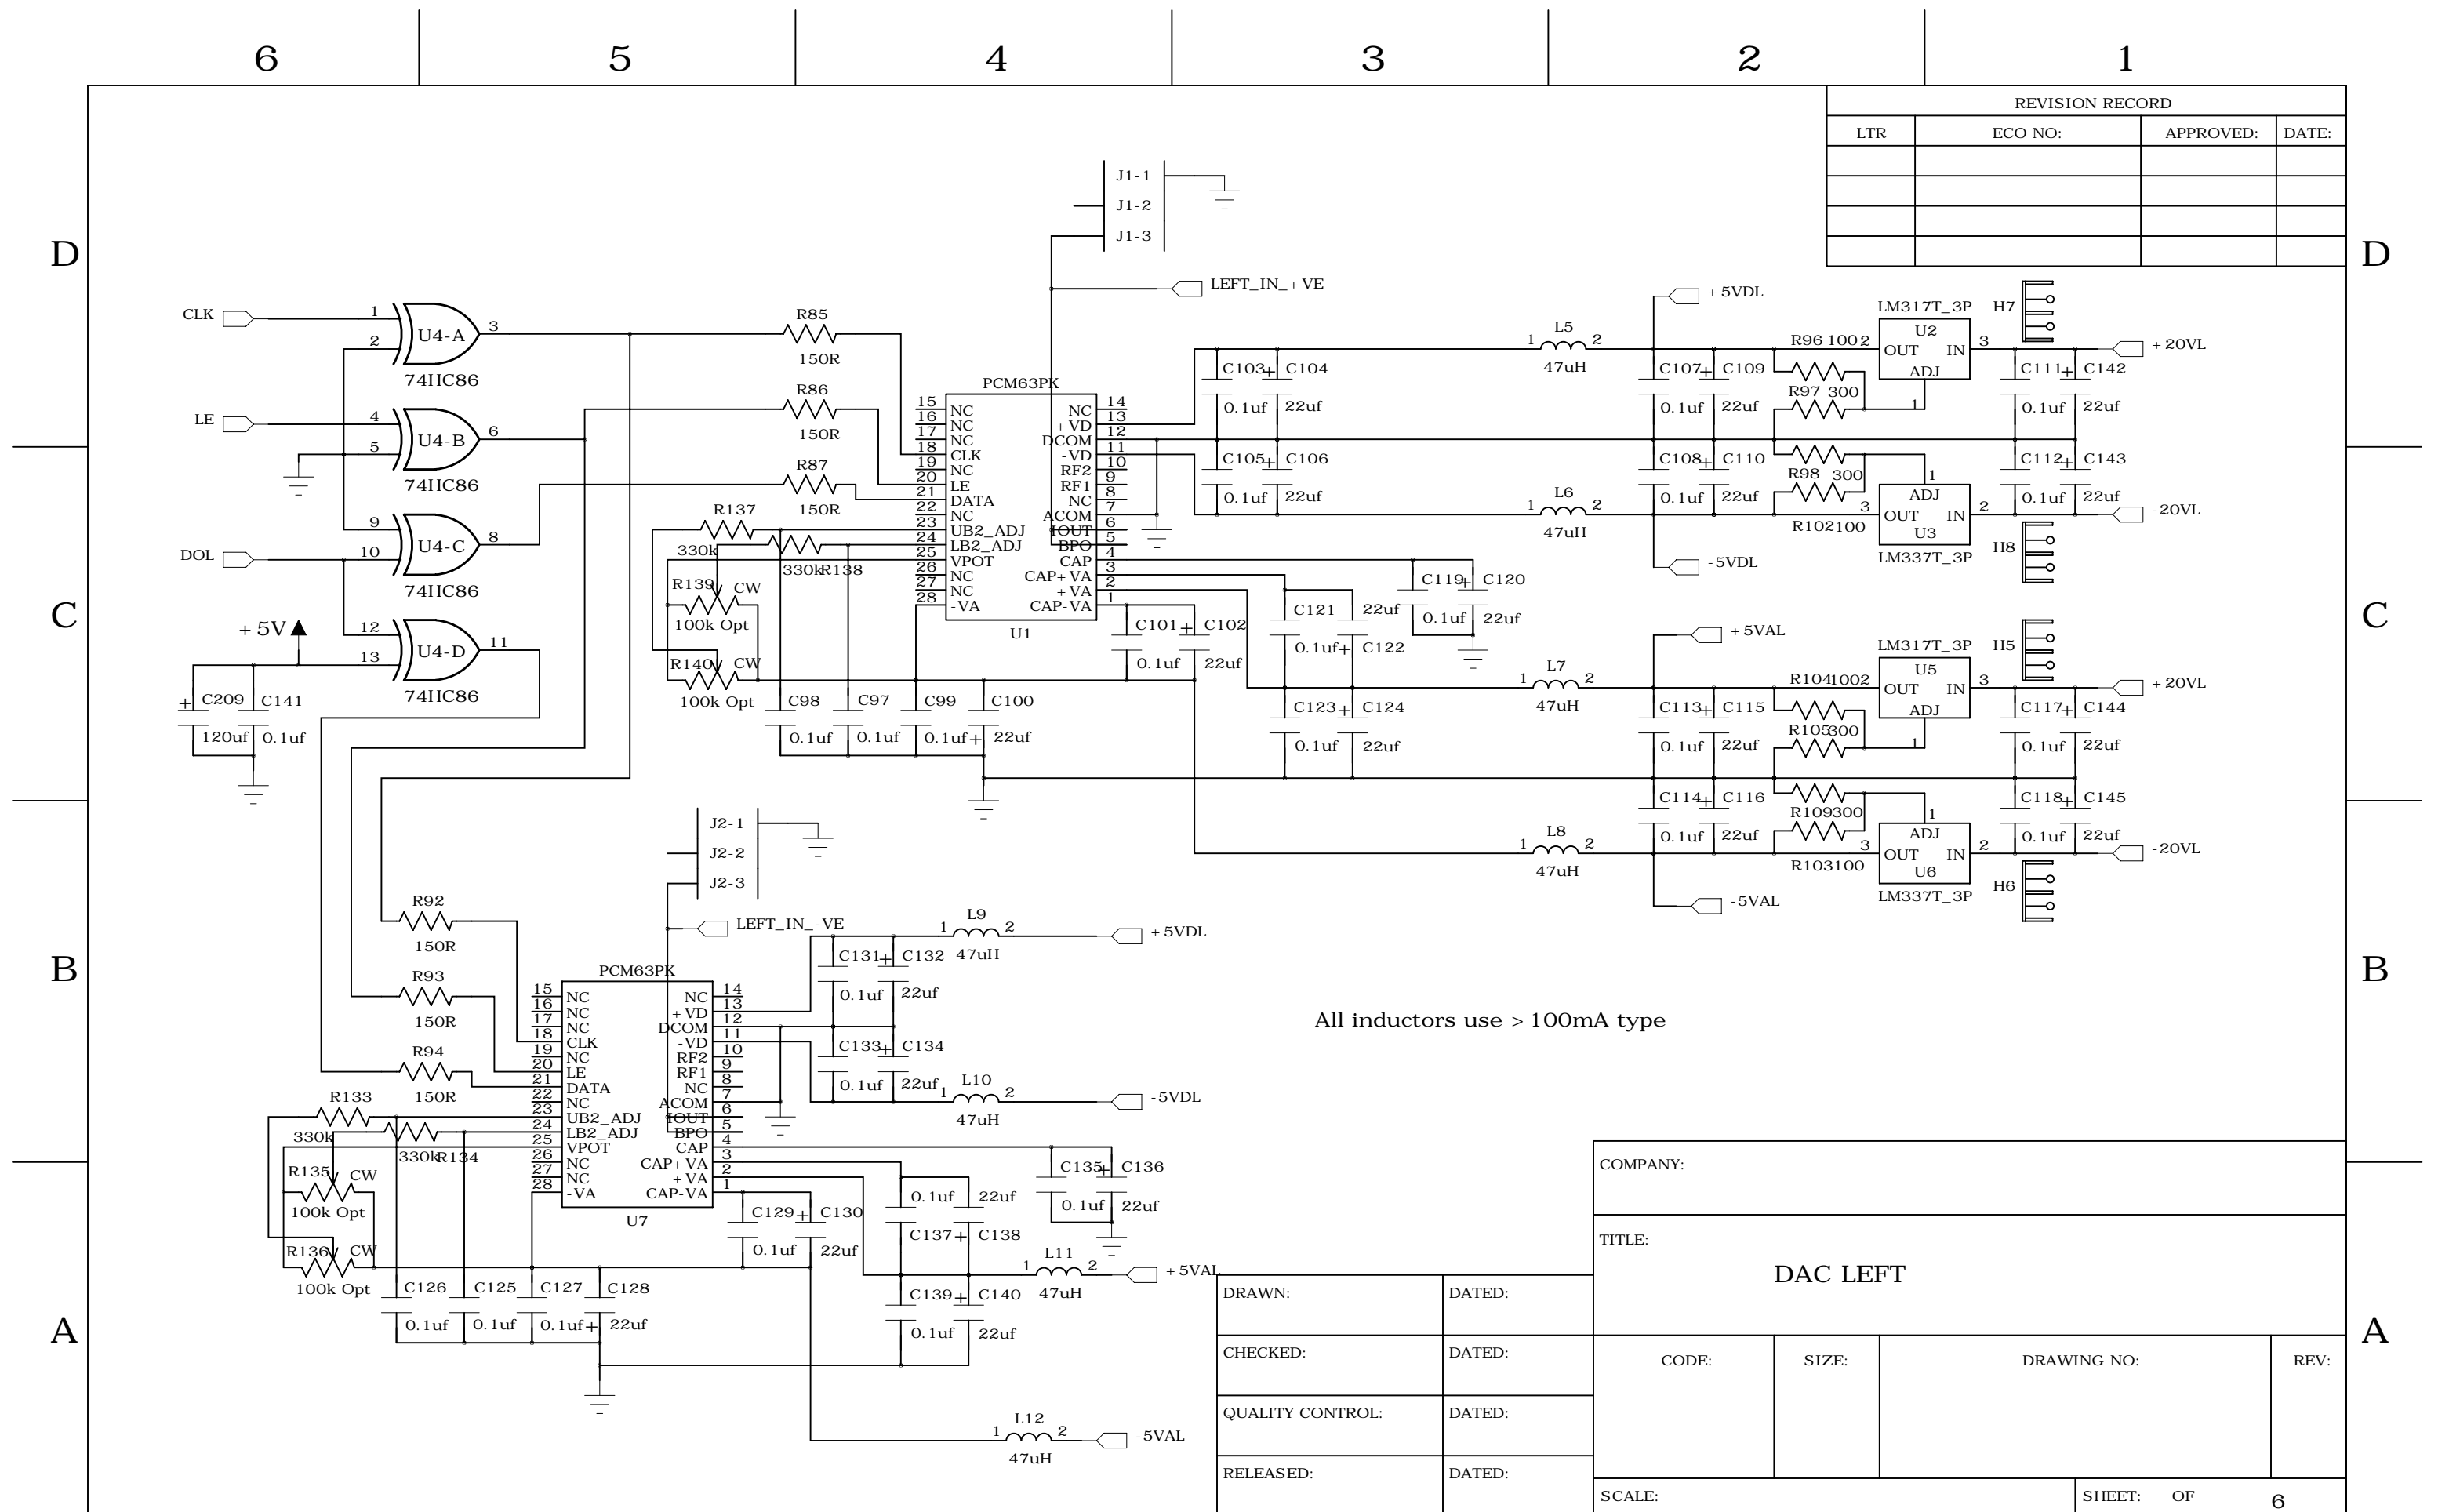 6 5 4 3 2 1
REVISION RECORD
LTR ECO NO: APPROVED: DATE:
D D
C C
B B
A A
J1-1
J1-2
J1-3
LEFT_IN_+VE
CLK
1
2
U4-A
3
74HC86
LE
4
5
U4-B
6
74HC86
9
DOL
10
U4-C
8
74HC86
+5V
12
13
U4-D
11
74HC86
+ C209 C141
120uf 0.1uf
R85
150R
R86
150R
R87
150R
R137
330k
330k R138
R139 CW
100k Opt
R140 CW
100k Opt
PCM63PK
15 NC NC 14
16 NC +VD 13
17 NC DCOM 12
18 CLK -VD 11
19 NC RF2 10
20 LE RF1 9
21 DATA NC 8
22 NC ACOM 7
23 UB2_ADJ IOUT 6
24 LB2_ADJ BPO 5
25 VPOT CAP 4
26 NC CAP+VA 3
27 NC +VA 2
28 -VA CAP-VA 1
U1
C98 C97 C99 C100
0.1uf 0.1uf 0.1uf + 22uf
C101 + C102
0.1uf 22uf
C103 + C104
0.1uf 22uf
C105 + C106
0.1uf 22uf
C119 + C120
0.1uf 22uf
C121 22uf
0.1uf + C122
C123 + C124
0.1uf 22uf
L5
1 2
47uH
L6
1 2
47uH
L7
1 2
47uH
L8
1 2
47uH
+5VDL
C107 + C109
0.1uf 22uf
C108 + C110
0.1uf 22uf
-5VDL
R96 100
R97 300
R98 300
R102 100
LM317T_3P H7
U2
2 OUT IN 3
ADJ
1
+20VL
C111 + C142
0.1uf 22uf
C112 + C143
0.1uf 22uf
1
ADJ
3 OUT IN 2
U3
LM337T_3P H8
-20VL
+5VAL
C113 + C115
0.1uf 22uf
C114 + C116
0.1uf 22uf
-5VAL
R104 100
R105 300
R109 300
R103 100
LM317T_3P H5
U5
2 OUT IN 3
ADJ
1
+20VL
C117 + C144
0.1uf 22uf
C118 + C145
0.1uf 22uf
1
ADJ
3 OUT IN 2
U6
LM337T_3P H6
-20VL
J2-1
J2-2
J2-3
LEFT_IN_-VE
R92
150R
R93
150R
R94
150R
R133
330k
330k R134
R135 CW
100k Opt
R136 CW
100k Opt
PCM63PK
15 NC NC 14
16 NC +VD 13
17 NC DCOM 12
18 CLK -VD 11
19 NC RF2 10
20 LE RF1 9
21 DATA NC 8
22 NC ACOM 7
23 UB2_ADJ IOUT 6
24 LB2_ADJ BPO 5
25 VPOT CAP 4
26 NC CAP+VA 3
27 NC +VA 2
28 -VA CAP-VA 1
U7
C126 C125 C127 C128
0.1uf 0.1uf 0.1uf + 22uf
C129 + C130
0.1uf 22uf
C131 + C132
0.1uf 22uf
C133 + C134
0.1uf 22uf
L9
1 2
47uH
+5VDL
L10
1 2
47uH
-5VDL
C135 + C136
0.1uf 22uf
0.1uf 22uf
C137 + C138
C139 + C140
0.1uf 22uf
L11
1 2
47uH
+5VAL
L12
1 2
47uH
-5VAL
All inductors use >100mA type
COMPANY:
TITLE:
DAC LEFT
DRAWN: DATED:
CHECKED: DATED:
QUALITY CONTROL: DATED:
RELEASED: DATED:
CODE: SIZE: DRAWING NO: REV:
SCALE: SHEET: OF 6